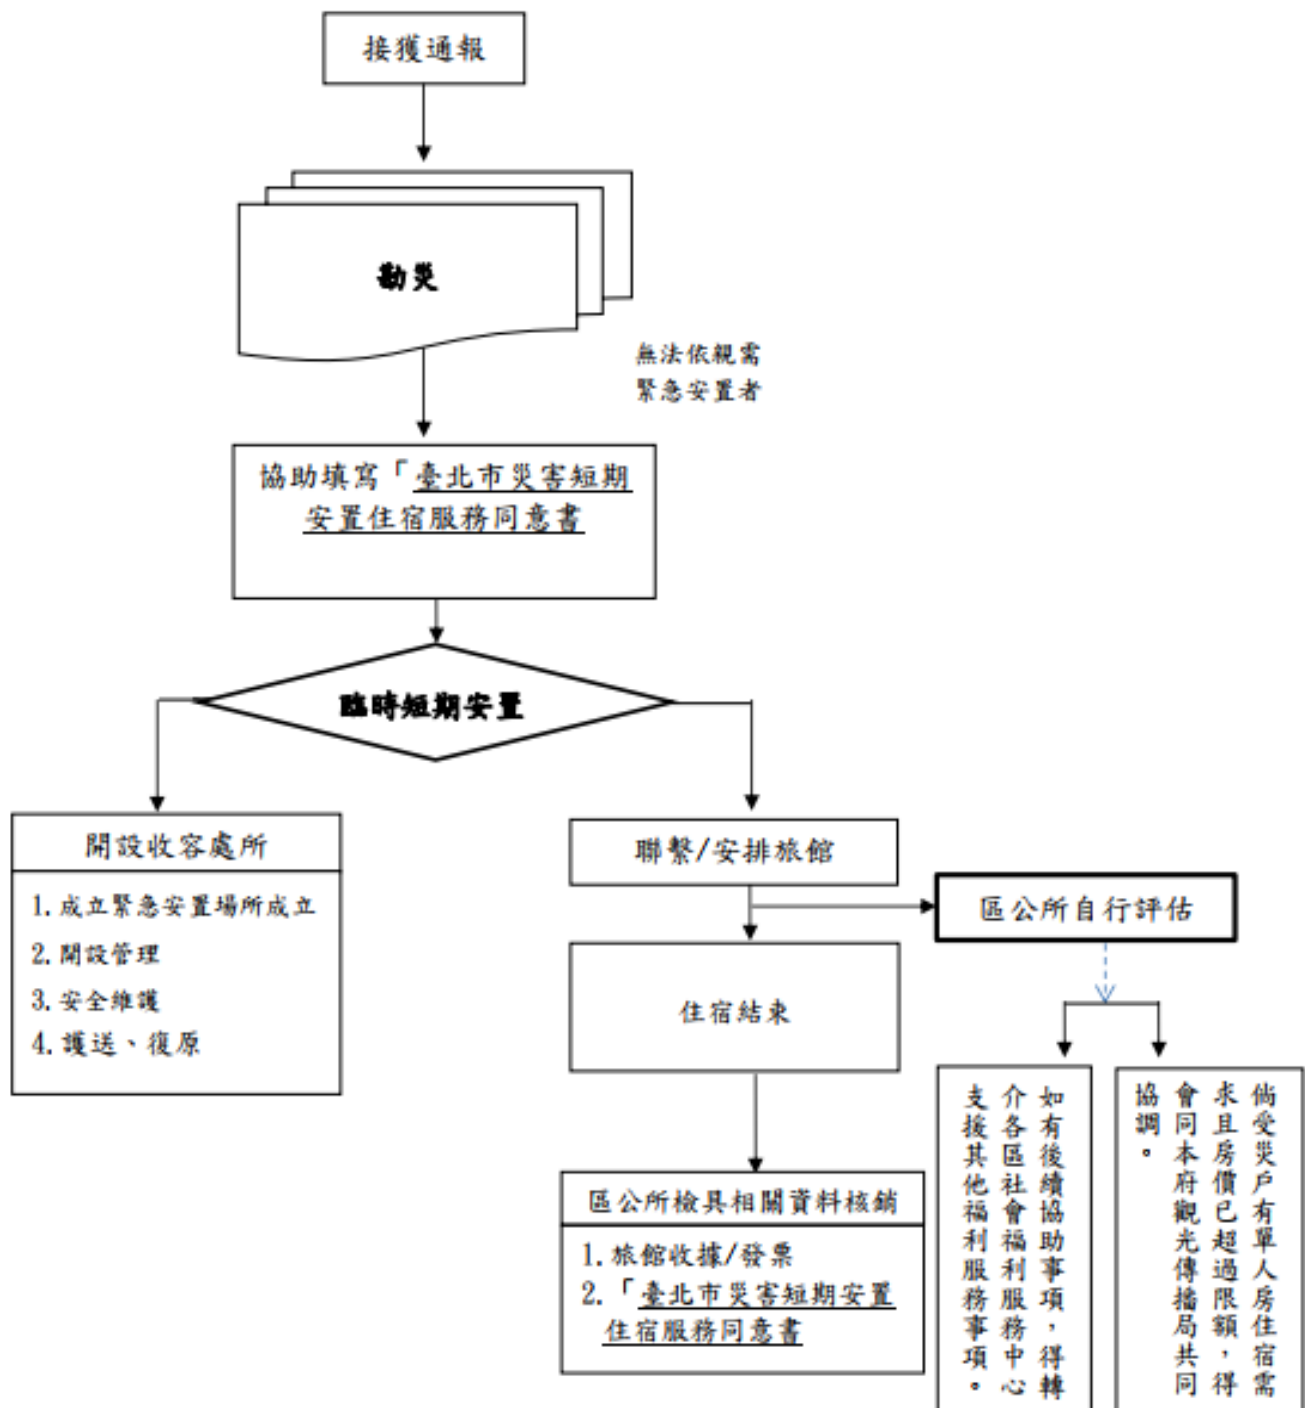 接獲通報
勘災
無法依親需
緊急安置者
協助填寫「臺北市災害短期
安置住宿服務同意書
臨時短期安置
開設收容處所
1. 成立緊急安置場所成立
2. 開設管理
3. 安全維護
4. 護送、復原
聯繫/安排旅館
區公所自行評估
住宿結束
區公所檢具相關資料核銷
1. 旅館收據/發票
2. 「臺北市災害短期安置
住宿服務同意書
如有後續協助事項，得轉
介各區社會福利服務中心
支援其他福利服務事項。
倘受災戶有單人房住宿需
求且房價已超過限額，得
會同本府觀光傳播局共同
協調。